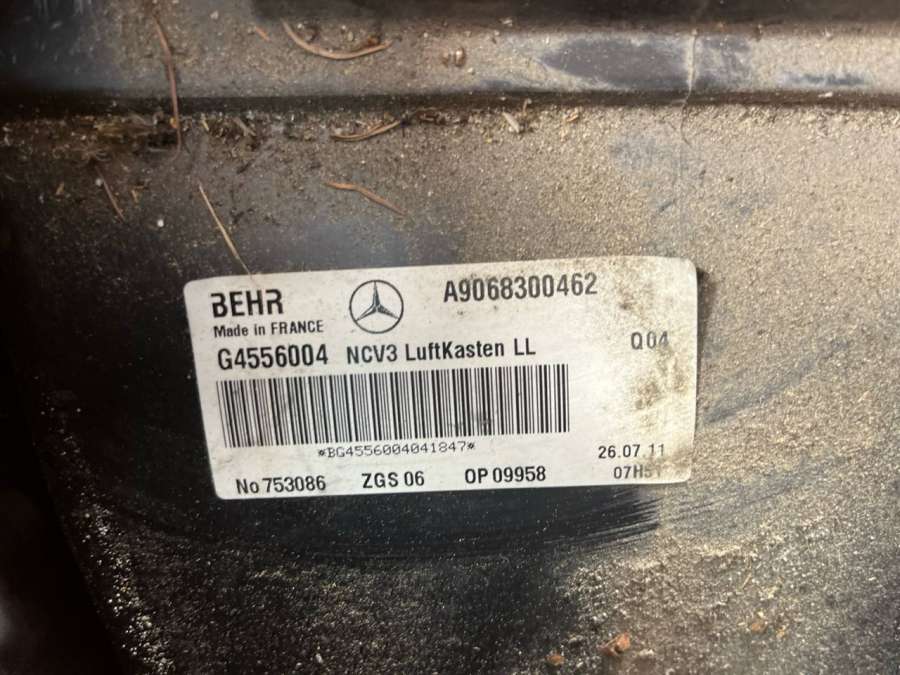 BEHR
A9068300462
Made in FRANCE
G4556004 NCV3 LuftKasten LL
Q04
*BG4556004041847*
26.07.11
No 753086 ZGS 06 OP 09958
07H51